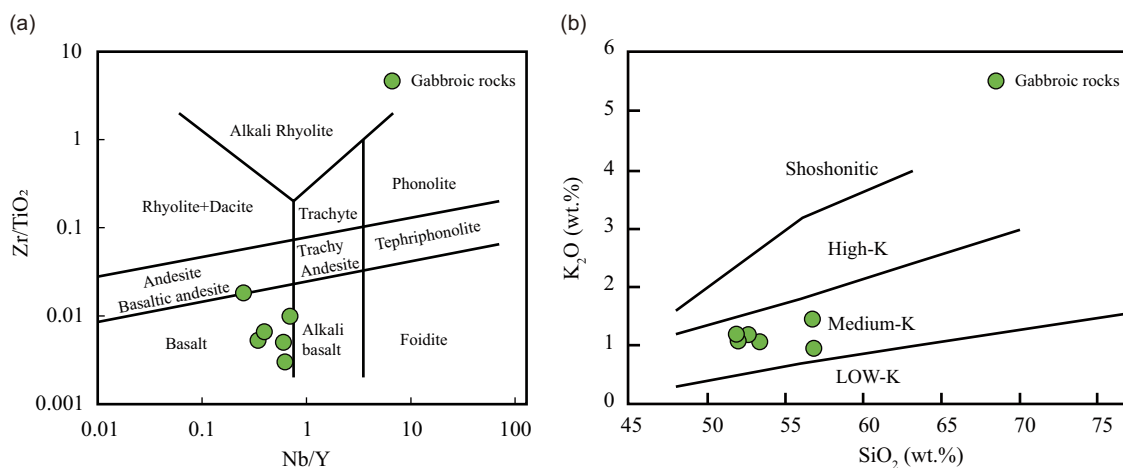 (a)
10
1
0.1
0.01
0.001
Zr/TiO₂
Gabbroic rocks
Alkali Rhyolite
Phonolite
Rhyolite+Dacite
Trachyte
Tephriphonolite
Trachy
Andesite
Andesite
Basaltic andesite
Basalt
Alkali
basalt
Foidite
0.01
0.1
1
10
100
Nb/Y
(b)
6
5
4
3
2
1
0
K₂O (wt.%)
Gabbroic rocks
Shoshonitic
High-K
Medium-K
LOW-K
45
50
55
60
65
70
75
SiO₂ (wt.%)